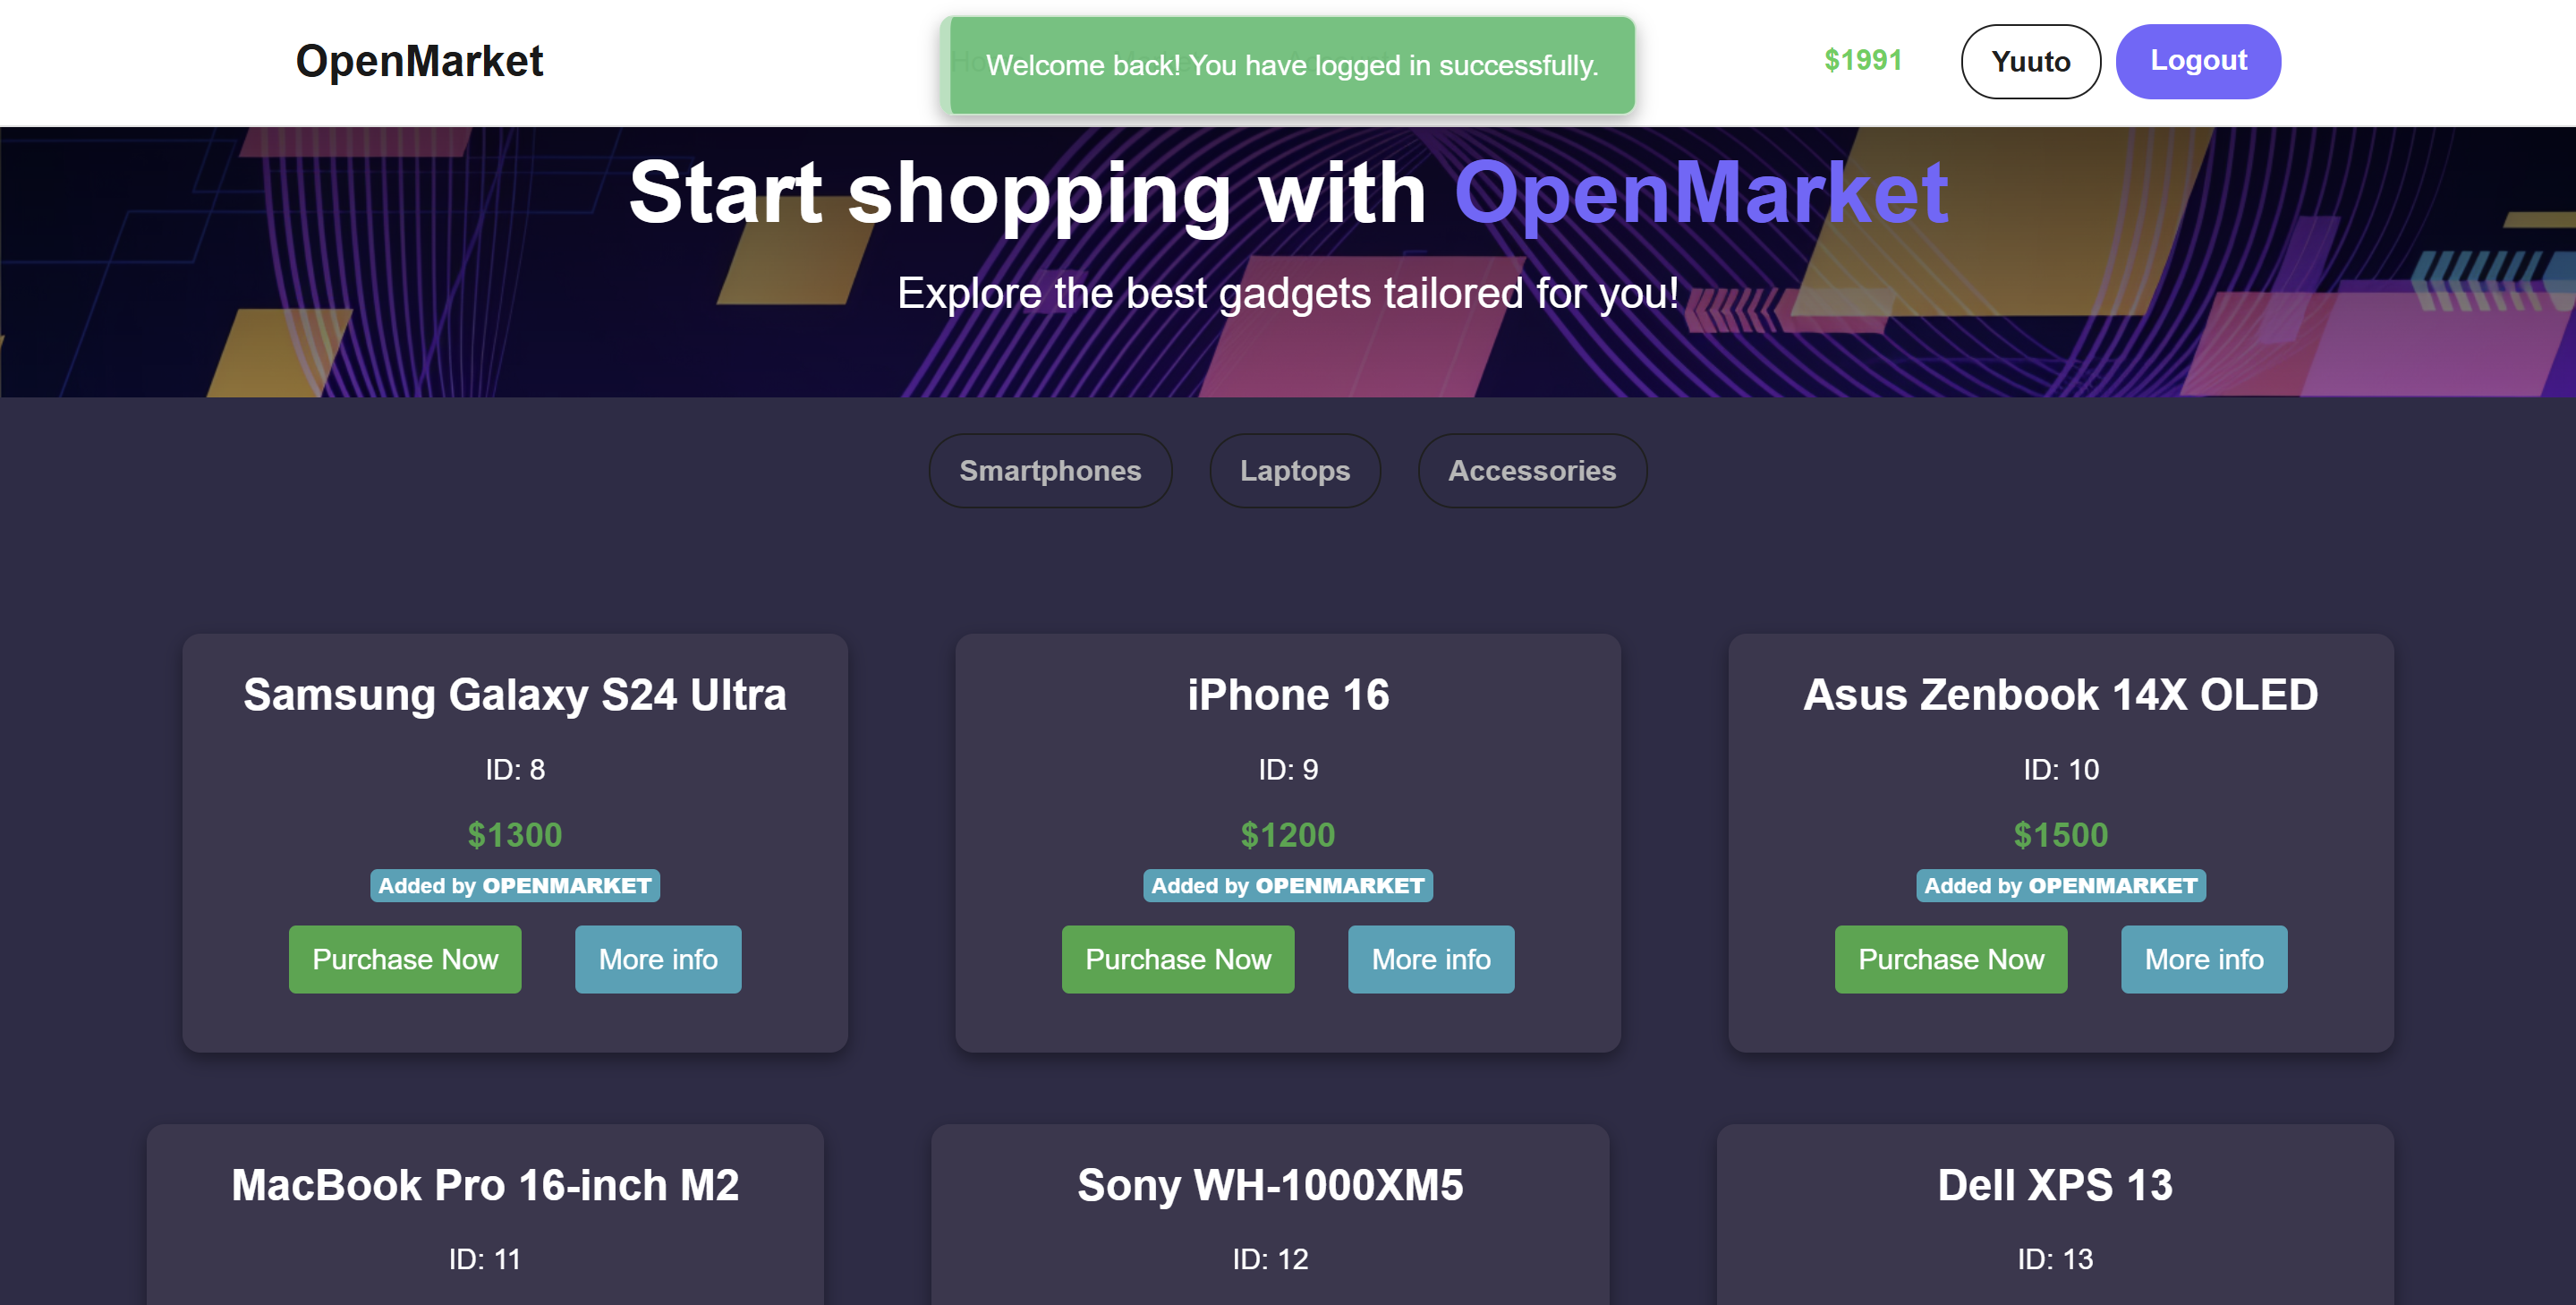 OpenMarket
Welcome back! You have logged in successfully.
$1991
Yuuto
Logout
Start shopping with OpenMarket
Explore the best gadgets tailored for you!
Smartphones
Laptops
Accessories
Samsung Galaxy S24 Ultra
ID: 8
$1300
Added by OPENMARKET
Purchase Now
More info
iPhone 16
ID: 9
$1200
Added by OPENMARKET
Purchase Now
More info
Asus Zenbook 14X OLED
ID: 10
$1500
Added by OPENMARKET
Purchase Now
More info
MacBook Pro 16-inch M2
ID: 11
Sony WH-1000XM5
ID: 12
Dell XPS 13
ID: 13